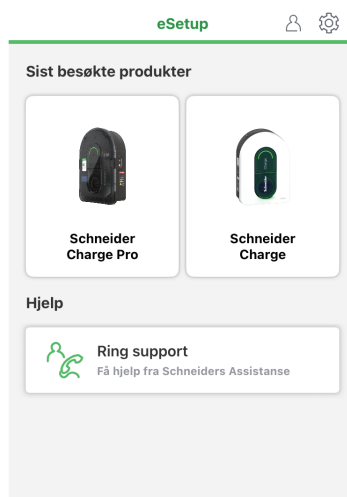 eSetup
Sist besøkte produkter
Schneider
Charge Pro
Schneider
Charge
Hjelp
Ring support
Få hjelp fra Schneiders Assistanse